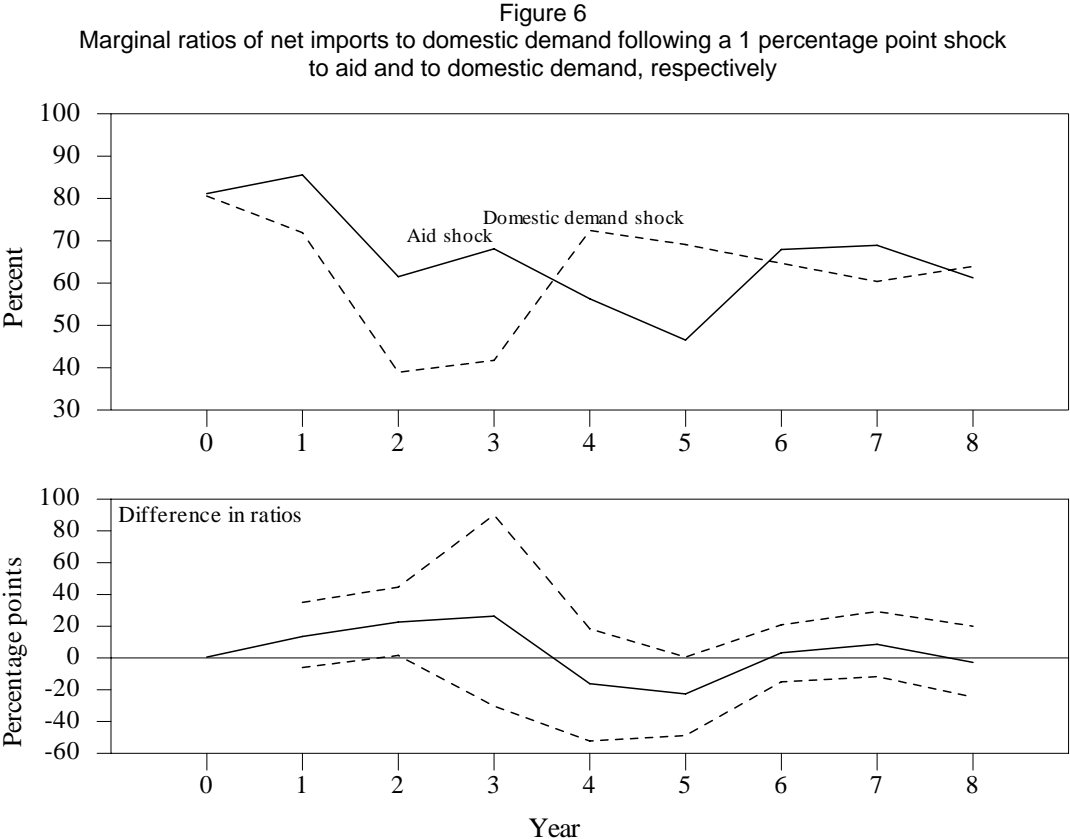 Figure 6
Marginal ratios of net imports to domestic demand following a 1 percentage point shock
to aid and to domestic demand, respectively
100
90
80
70
60
50
40
30
Percent
Domestic demand shock
Aid shock
0 1 2 3 4 5 6 7 8
100
80
60
40
20
0
-20
-40
-60
Percentage points
Difference in ratios
0 1 2 3 4 5 6 7 8
Year